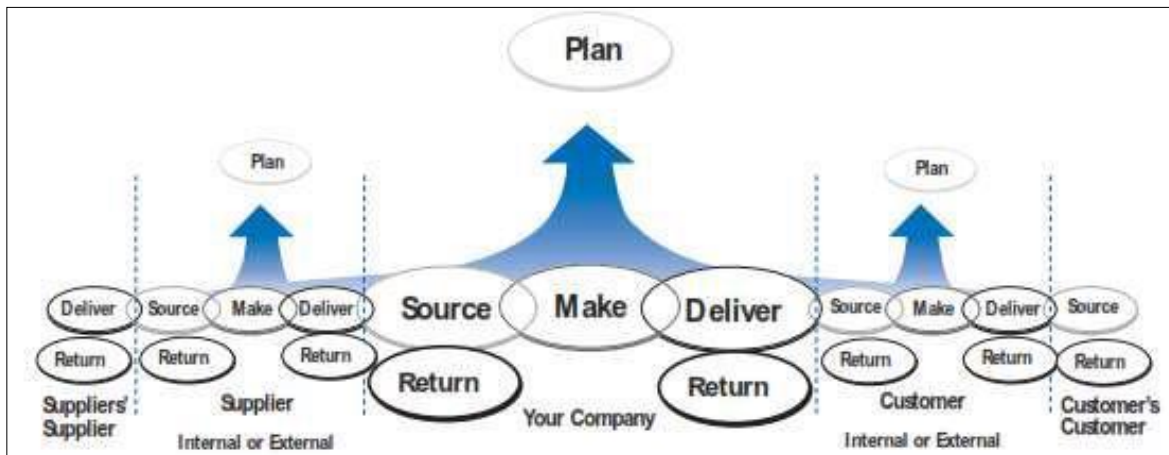 Plan
Plan
Plan
Deliver
Source
Make
Deliver
Source
Make
Deliver
Source
Make
Deliver
Source
Return
Return
Return
Return
Return
Return
Return
Return
Suppliers'
Supplier
Supplier
Internal or External
Your Company
Customer
Internal or External
Customer's
Customer